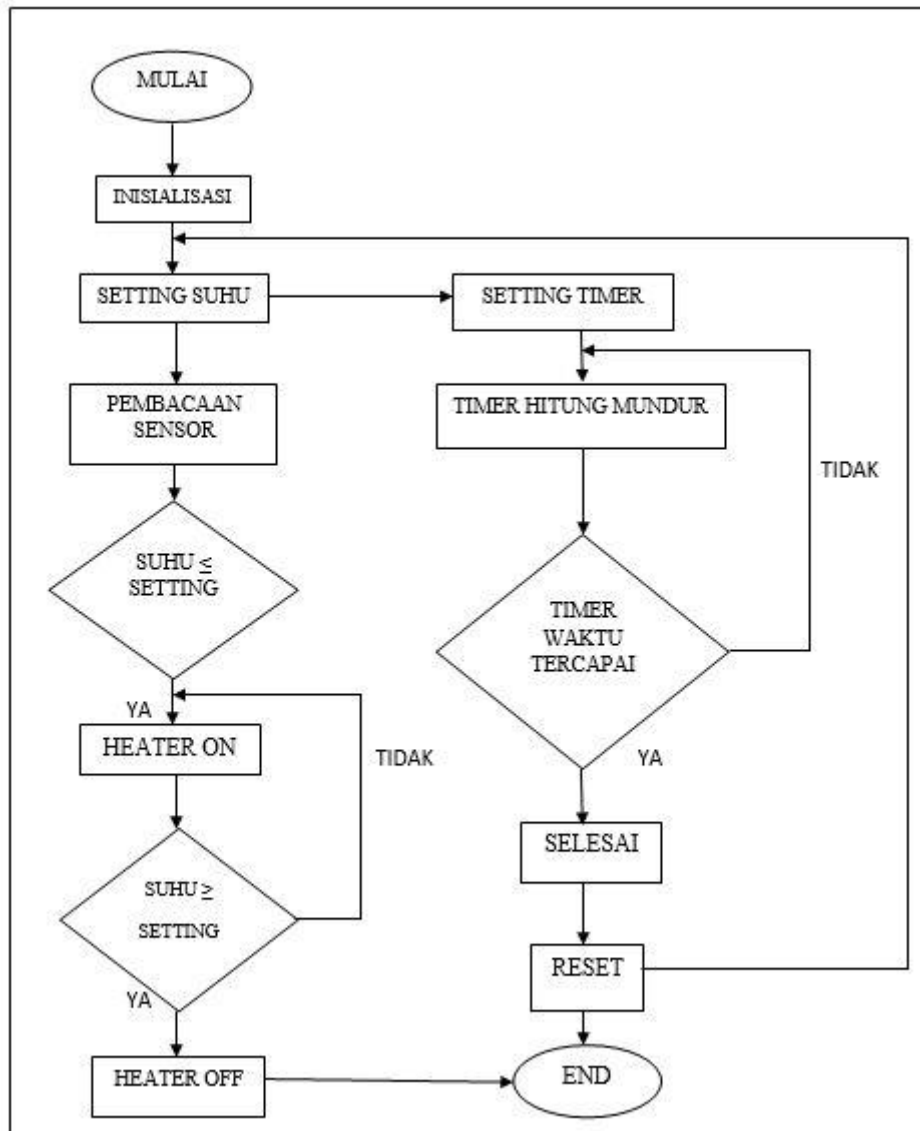 MULAI
INISIALISASI
SETTING SUHU
SETTING TIMER
PEMBACAAN
SENSOR
TIMER HITUNG MUNDUR
TIDAK
SUHU ≤
SETTING
TIMER
WAKTU
TERCAPAI
YA
HEATER ON
TIDAK
YA
SELESAI
SUHU ≥
SETTING
RESET
YA
HEATER OFF
END